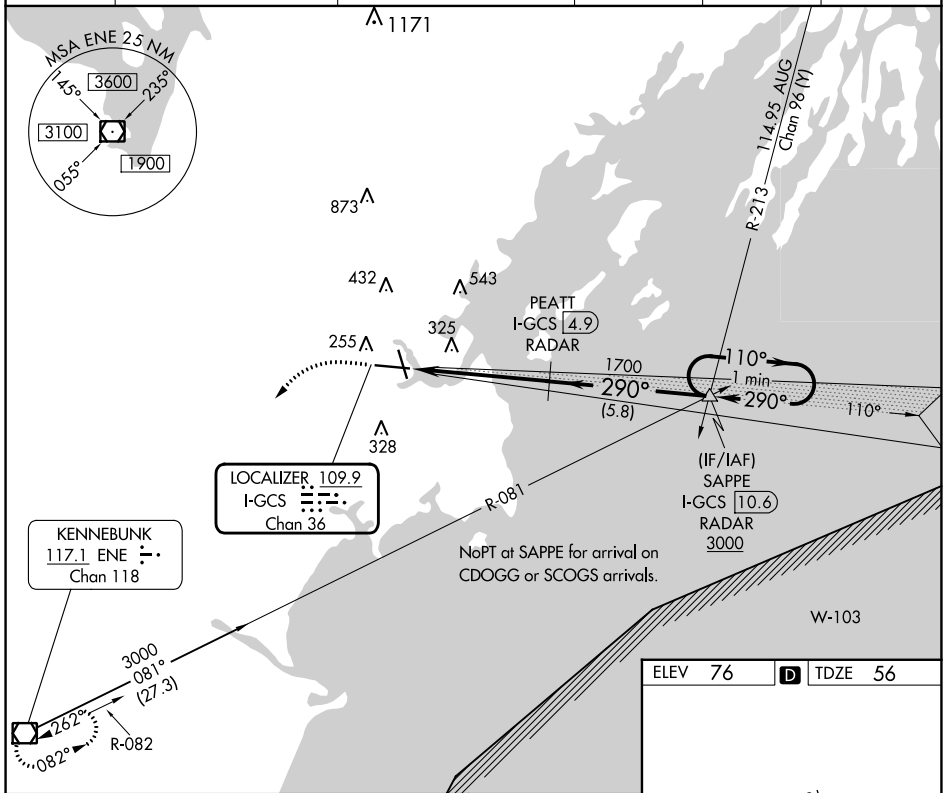 1171
MSA ENE 25 NM
145°
3600
235°
3100
1900
055°
114.95 AUG
Chan 96 (Y)
R-213
873
432
543
255
325
328
PEATT
I-GCS 4.9
RADAR
1700
290°
(5.8)
110°
1 min
290°
110°
LOCALIZER 109.9
I-GCS
Chan 36
R-081
(IF/IAF)
SAPPE
I-GCS 10.6
RADAR
3000
KENNEBUNK
117.1 ENE
Chan 118
NoPT at SAPPE for arrival on
CDOGG or SCOGS arrivals.
W-103
3000
081°
(27.3)
262°
082°
R-082
ELEV 76
D
TDZE 56